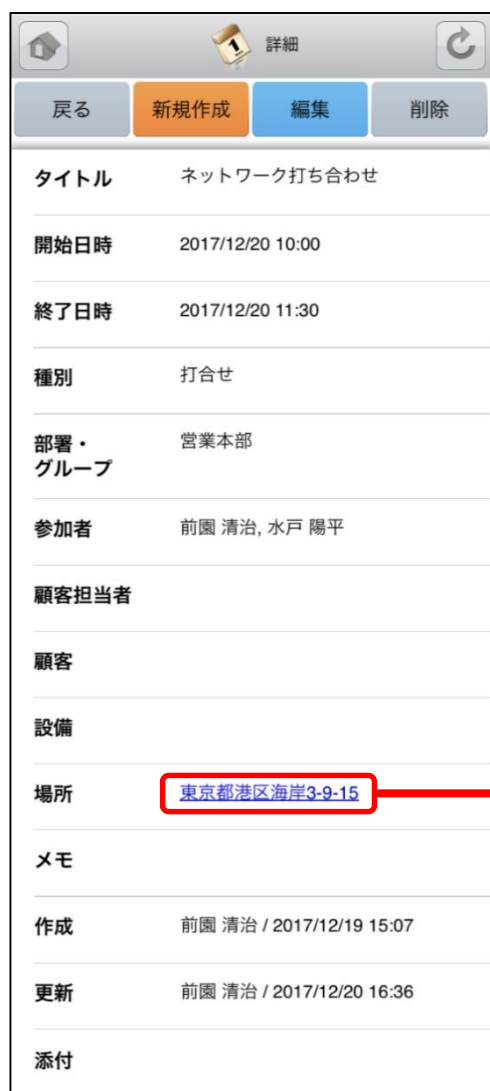 詳細
戻る 新規作成 編集 削除
タイトル ネットワーク打ち合わせ
開始日時 2017/12/20 10:00
終了日時 2017/12/20 11:30
種別 打合せ
部署・ 営業本部
グループ
参加者 前園 清治, 水戸 陽平
顧客担当者
顧客
設備
場所 東京都港区海岸3-9-15
メモ
作成 前園 清治 / 2017/12/19 15:07
更新 前園 清治 / 2017/12/20 16:36
添付